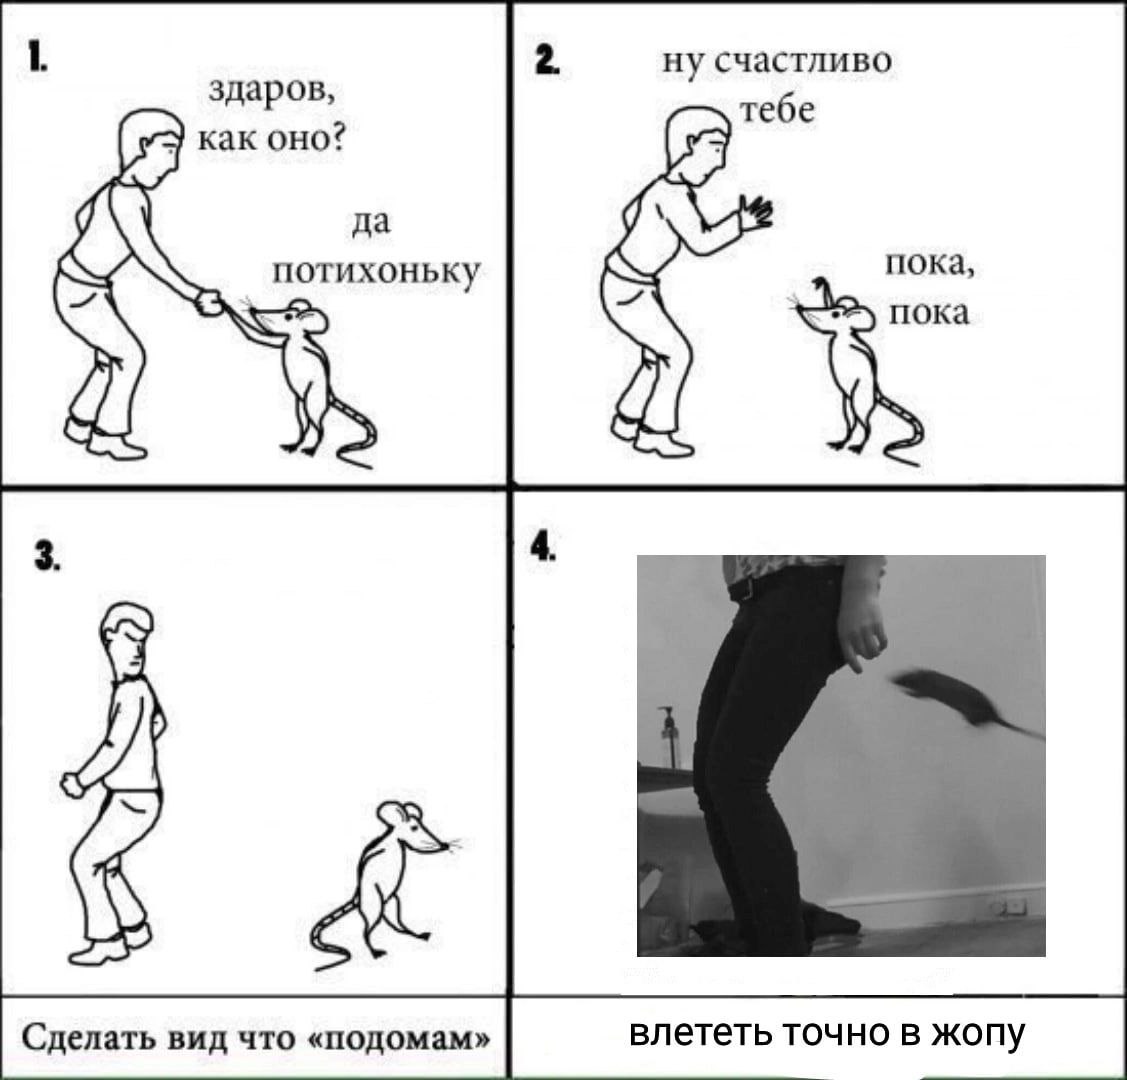 1.
здаров,
как оно?
да
потихоньку
2.
ну счастливо
тебе
пока,
пока
3.
Сделать вид что «подомам»
4.
влететь точно в жопу